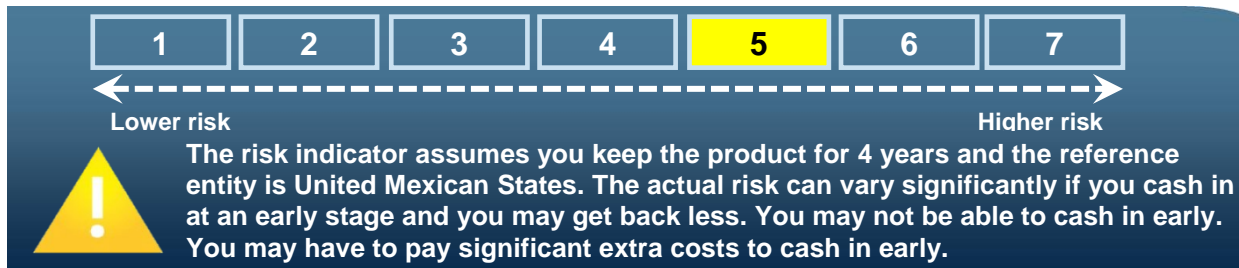 1 2 3 4 5 6 7
Lower risk Higher risk
The risk indicator assumes you keep the product for 4 years and the reference
entity is United Mexican States. The actual risk can vary significantly if you cash in
at an early stage and you may get back less. You may not be able to cash in early.
You may have to pay significant extra costs to cash in early.